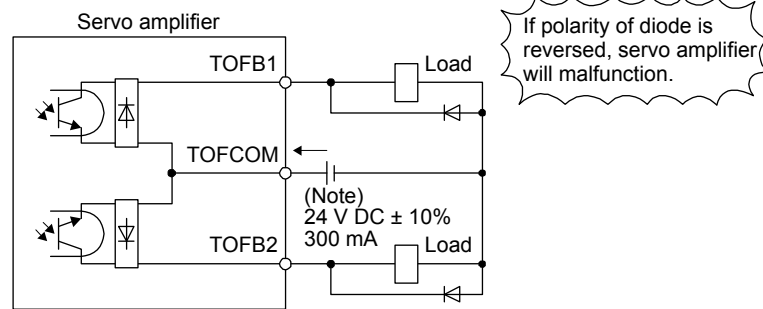 Servo amplifier
If polarity of diode is
reversed, servo amplifier
will malfunction.
TOFB1
Load
TOFCOM
(Note)
24 V DC ± 10%
300 mA
Load
TOFB2